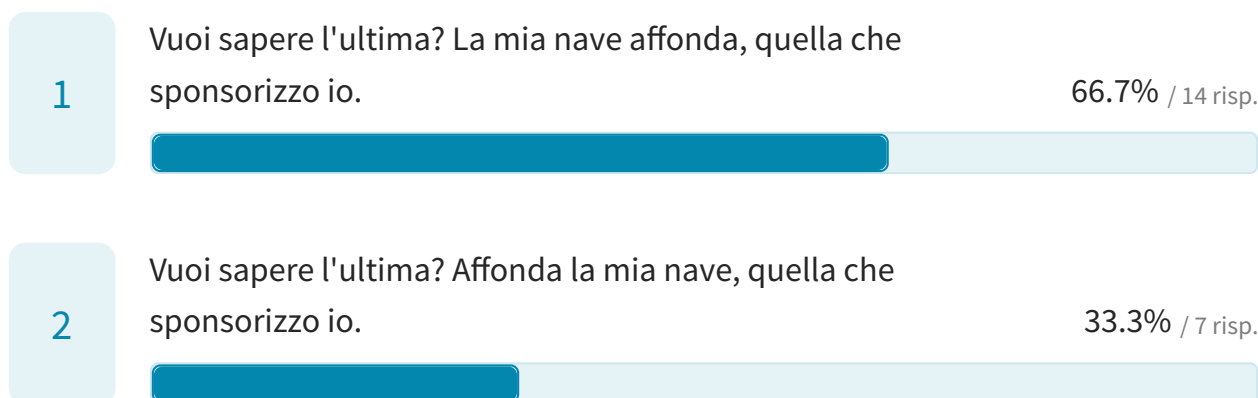 1
Vuoi sapere l'ultima? La mia nave affonda, quella che
sponsorizzo io.
66.7% / 14 risp.
2
Vuoi sapere l'ultima? Affonda la mia nave, quella che
sponsorizzo io.
33.3% / 7 risp.